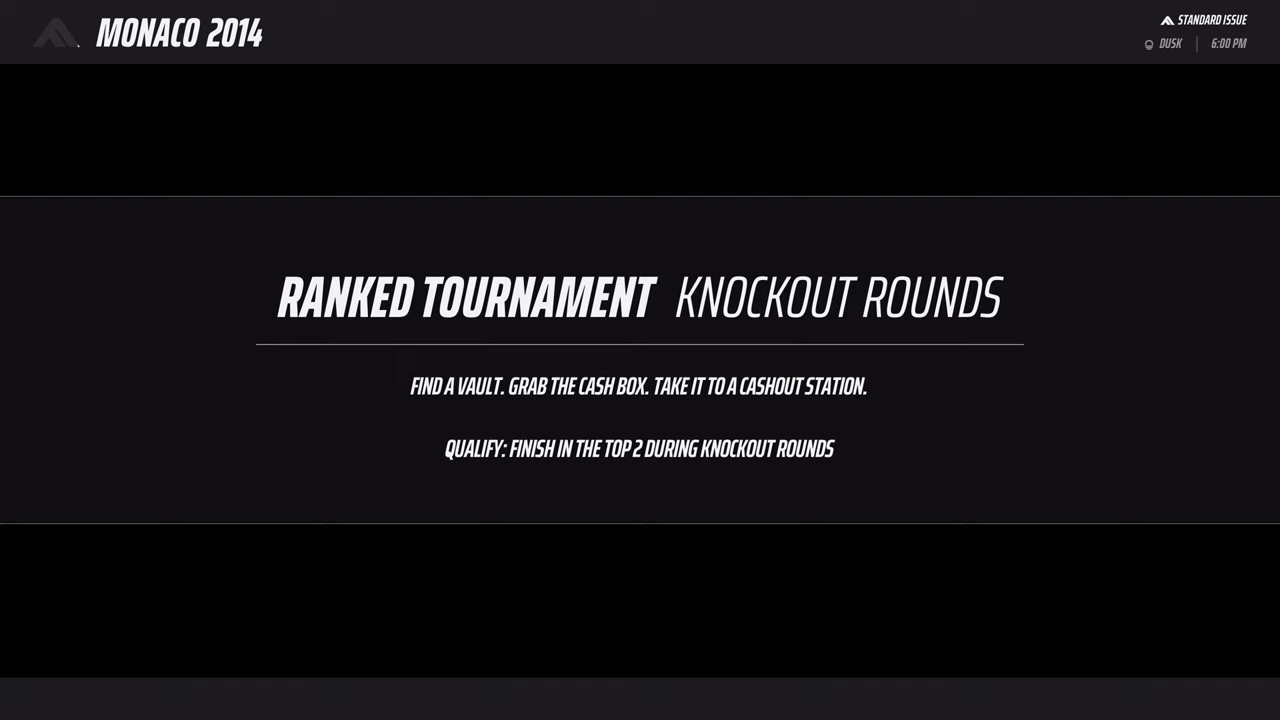 MONACO 2014
STANDARD ISSUE
DUSK | 6:00 PM
RANKED TOURNAMENT KNOCKOUT ROUNDS
FIND A VAULT. GRAB THE CASH BOX. TAKE IT TO A CASHOUT STATION.
QUALIFY: FINISH IN THE TOP 2 DURING KNOCKOUT ROUNDS